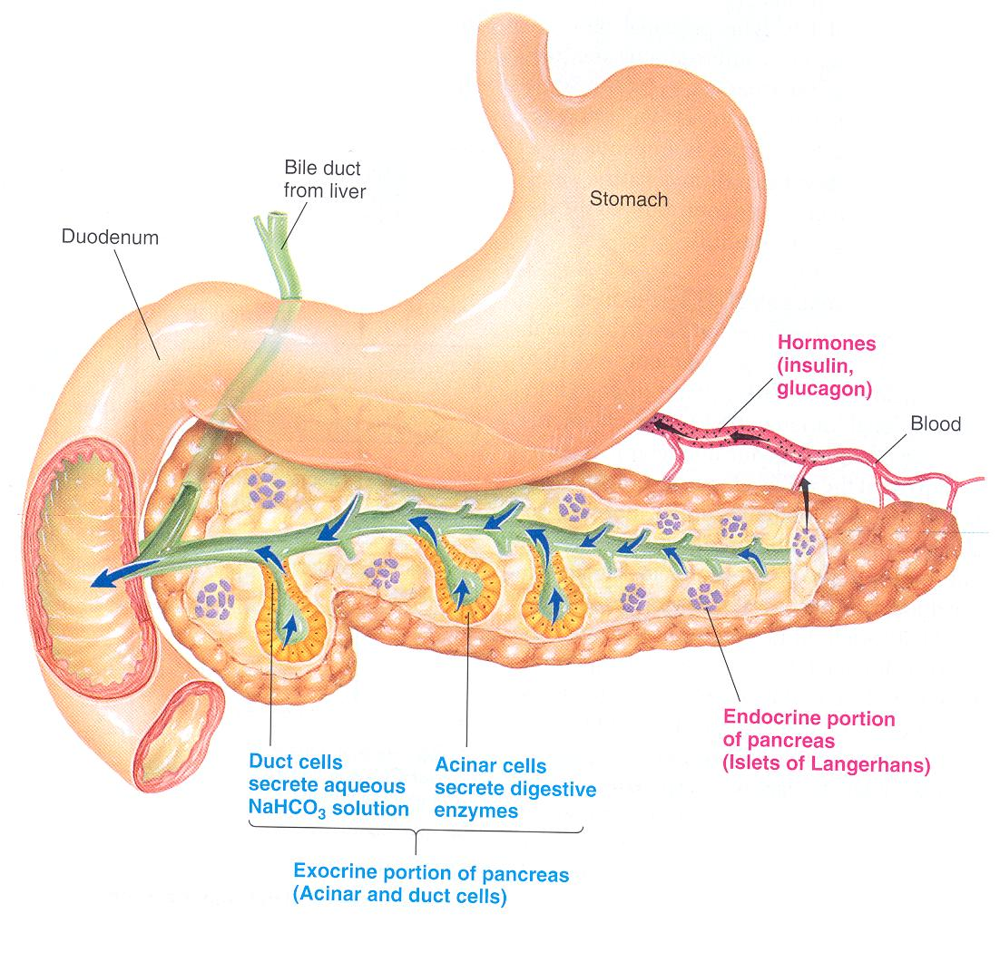 Bile duct
from liver
Stomach
Duodenum
Hormones
(insulin,
glucagon)
Blood
Endocrine portion
of pancreas
(Islets of Langerhans)
Duct cells
secrete aqueous
NaHCO₃ solution
Acinar cells
secrete digestive
enzymes
Exocrine portion of pancreas
(Acinar and duct cells)